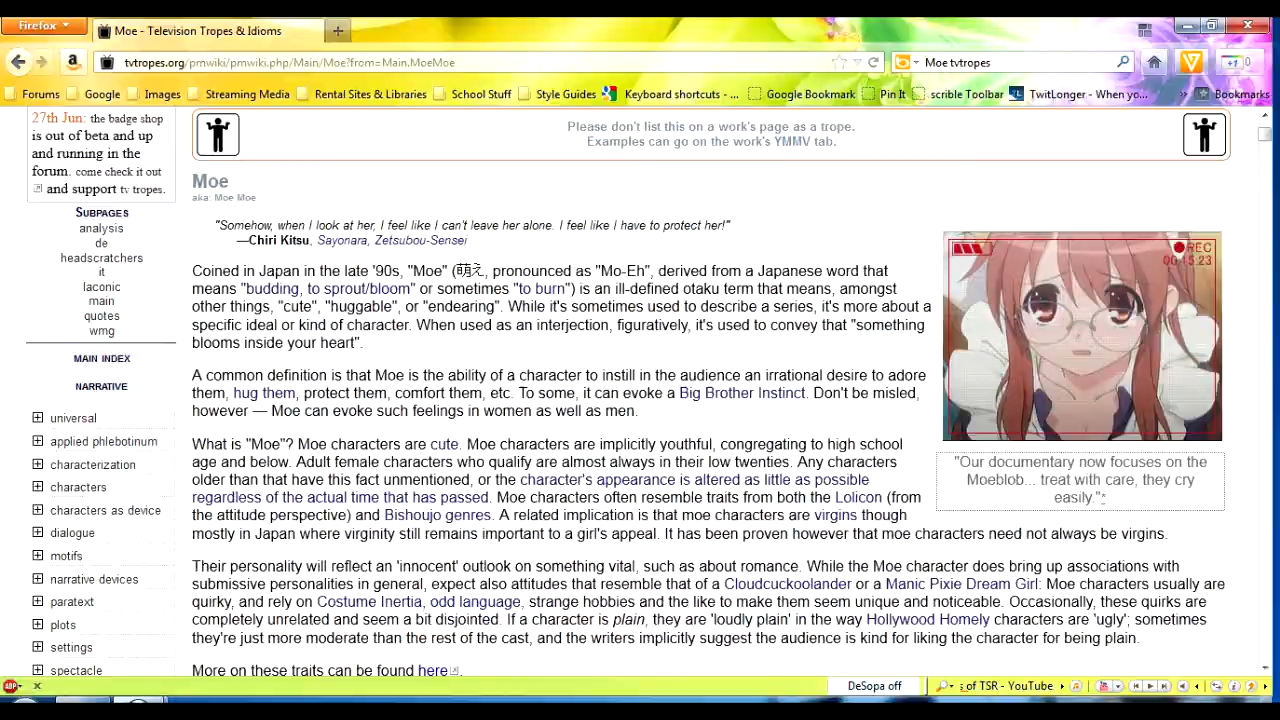 Firefox
Moe - Television Tropes & Idioms
tvtropes.org/pmwiki/pmwiki.php/Main/Moe?from=Main.MoeMoe
Moe tvtropes
+1 0
Forums Google Images Streaming Media Rental Sites & Libraries School Stuff Style Guides Keyboard shortcuts - ... Google Bookmark Pin It scrible Toolbar TwitLonger - When yo... Bookmarks
27th Jun: the badge shop
is out of beta and up
and running in the
forum. come check it out
and support tv tropes.
Subpages
analysis
de
headscratchers
it
laconic
main
quotes
wmg
MAIN INDEX
NARRATIVE
universal
applied phlebotinum
characterization
characters
characters as device
dialogue
motifs
narrative devices
paratext
plots
settings
spectacle
Please don't list this on a work's page as a trope.
Examples can go on the work's YMMV tab.
Moe
aka: Moe Moe
"Somehow, when I look at her, I feel like I can't leave her alone. I feel like I have to protect her!"
—Chiri Kitsu, Sayonara, Zetsubou-Sensei
Coined in Japan in the late '90s, "Moe" (萌え, pronounced as "Mo-Eh", derived from a Japanese word that
means "budding, to sprout/bloom" or sometimes "to burn") is an ill-defined otaku term that means, amongst
other things, "cute", "huggable", or "endearing". While it's sometimes used to describe a series, it's more about a
specific ideal or kind of character. When used as an interjection, figuratively, it's used to convey that "something
blooms inside your heart".
A common definition is that Moe is the ability of a character to instill in the audience an irrational desire to adore
them, hug them, protect them, comfort them, etc. To some, it can evoke a Big Brother Instinct. Don't be misled,
however — Moe can evoke such feelings in women as well as men.
What is "Moe"? Moe characters are cute. Moe characters are implicitly youthful, congregating to high school
age and below. Adult female characters who qualify are almost always in their low twenties. Any characters
older than that have this fact unmentioned, or the character's appearance is altered as little as possible
regardless of the actual time that has passed. Moe characters often resemble traits from both the Lolicon (from
the attitude perspective) and Bishoujo genres. A related implication is that moe characters are virgins though
mostly in Japan where virginity still remains important to a girl's appeal. It has been proven however that moe characters need not always be virgins.
Their personality will reflect an 'innocent' outlook on something vital, such as about romance. While the Moe character does bring up associations with
submissive personalities in general, expect also attitudes that resemble that of a Cloudcuckoolander or a Manic Pixie Dream Girl: Moe characters usually are
quirky, and rely on Costume Inertia, odd language, strange hobbies and the like to make them seem unique and noticeable. Occasionally, these quirks are
completely unrelated and seem a bit disjointed. If a character is plain, they are 'loudly plain' in the way Hollywood Homely characters are 'ugly'; sometimes
they're just more moderate than the rest of the cast, and the writers implicitly suggest the audience is kind for liking the character for being plain.
More on these traits can be found here.
REC
00:15:23
"Our documentary now focuses on the
Moeblob... treat with care, they cry
easily."*
ABP
DeSopa off
s of TSR - YouTube